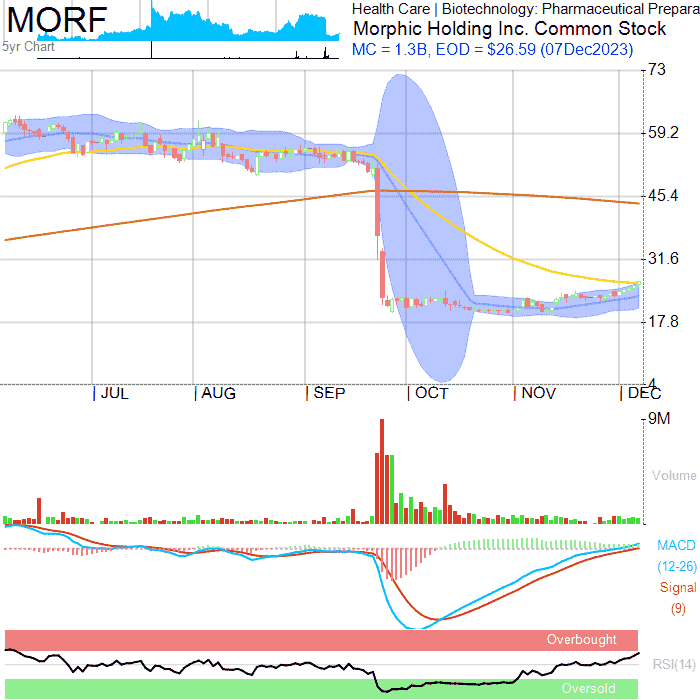 MORF
Health Care | Biotechnology: Pharmaceutical Prepara
Morphic Holding Inc. Common Stock
5yr Chart
MC = 1.3B, EOD = $26.59 (07Dec2023)
73
59.2
45.4
31.6
17.8
4
JUL AUG SEP OCT NOV DEC
9M
Volume
MACD
(12-26)
Signal
(9)
Overbought
RSI(14)
Oversold